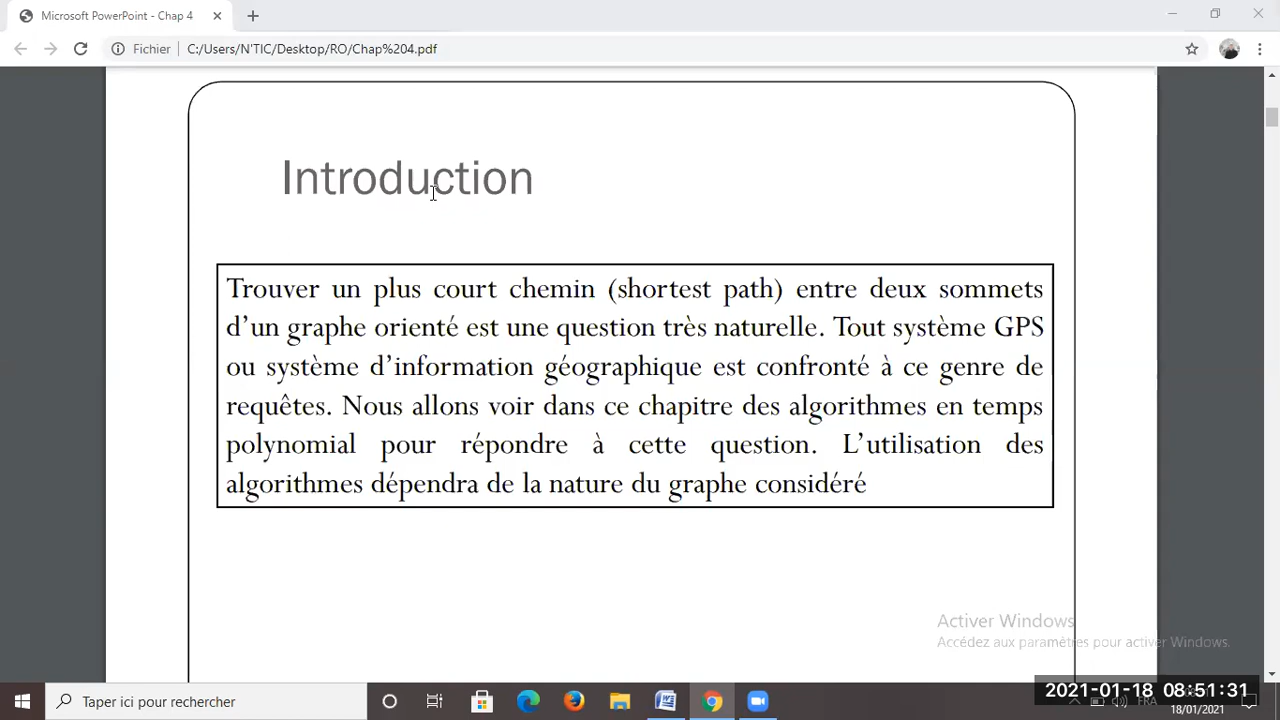 Microsoft PowerPoint - Chap 4
Fichier
C:/Users/N'TIC/Desktop/RO/Chap%204.pdf
Introduction
Trouver un plus court chemin (shortest path) entre deux sommets
d’un graphe orienté est une question très naturelle. Tout système GPS
ou système d’information géographique est confronté à ce genre de
requêtes. Nous allons voir dans ce chapitre des algorithmes en temps
polynomial pour répondre à cette question. L’utilisation des
algorithmes dépendra de la nature du graphe considéré
Activer Windows
Accédez aux paramètres pour activer Windows.
Taper ici pour rechercher
2021-01-18 08:51:31
FRA
18/01/2021